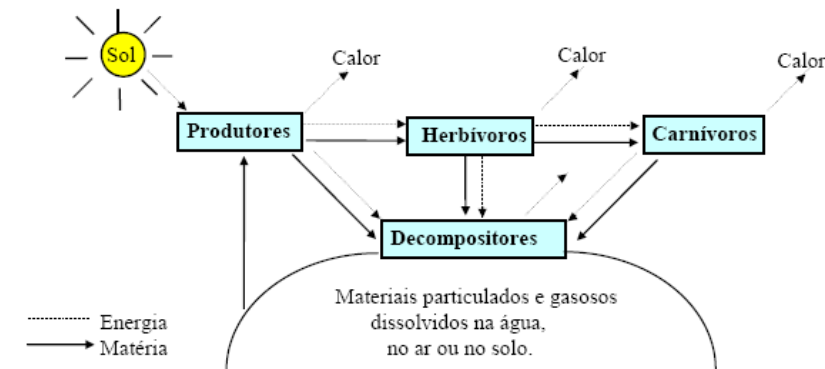 Sol
Calor
Calor
Calor
Produtores
Herbívoros
Carnívoros
Decompositores
Materiais particulados e gasosos
dissolvidos na água,
no ar ou no solo.
Energia
Matéria